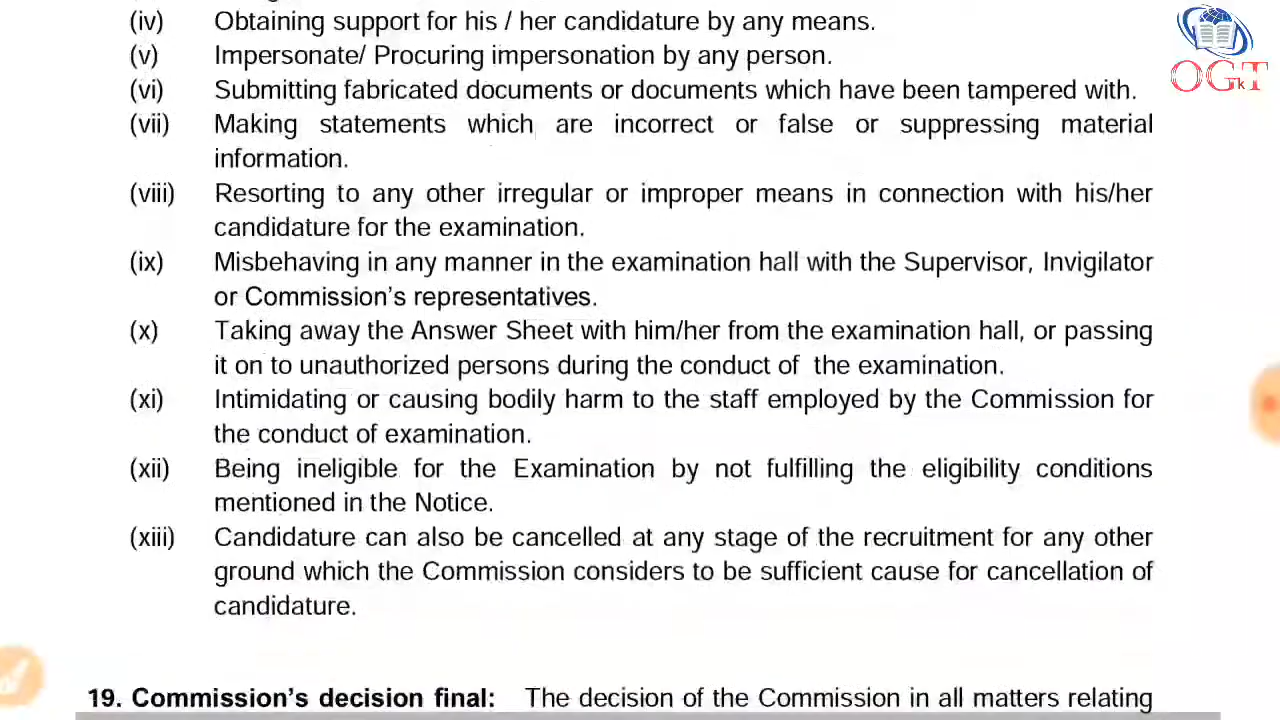 (iv) Obtaining support for his / her candidature by any means.
(v) Impersonate/ Procuring impersonation by any person.
(vi) Submitting fabricated documents or documents which have been tampered with.
(vii) Making statements which are incorrect or false or suppressing material
information.
(viii) Resorting to any other irregular or improper means in connection with his/her
candidature for the examination.
(ix) Misbehaving in any manner in the examination hall with the Supervisor, Invigilator
or Commission's representatives.
(x) Taking away the Answer Sheet with him/her from the examination hall, or passing
it on to unauthorized persons during the conduct of the examination.
(xi) Intimidating or causing bodily harm to the staff employed by the Commission for
the conduct of examination.
(xii) Being ineligible for the Examination by not fulfilling the eligibility conditions
mentioned in the Notice.
(xiii) Candidature can also be cancelled at any stage of the recruitment for any other
ground which the Commission considers to be sufficient cause for cancellation of
candidature.
19. Commission's decision final: The decision of the Commission in all matters relating
OGTk